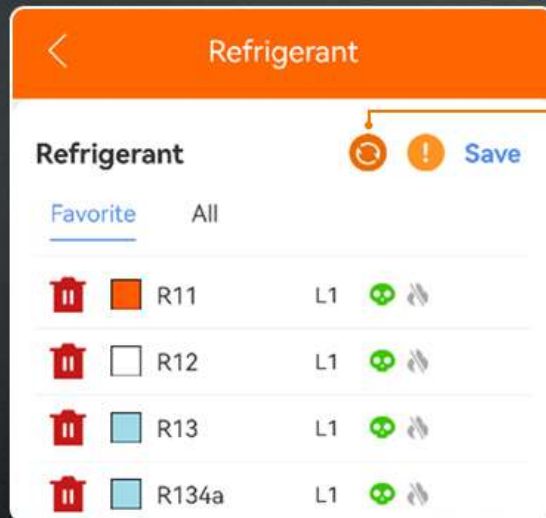 Refrigerant
Refrigerant ! Save
Favorite All
R11 L1
R12 L1
R13 L1
R134a L1